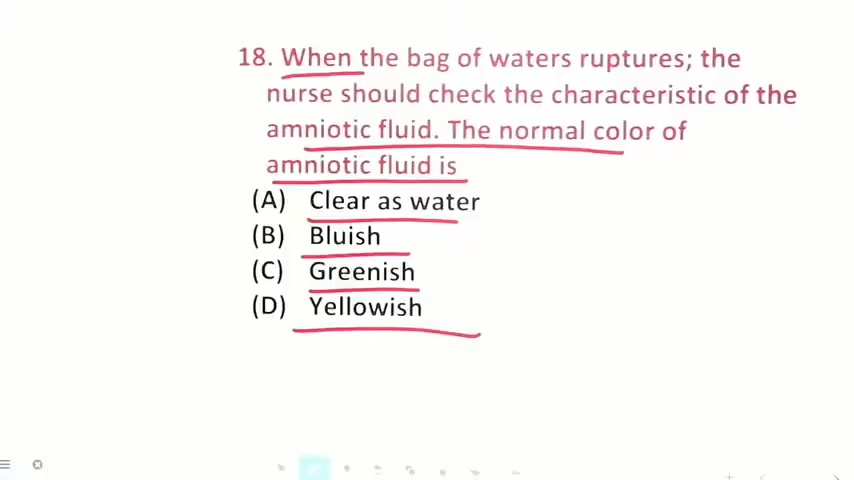 18. When the bag of waters ruptures; the
nurse should check the characteristic of the
amniotic fluid. The normal color of
amniotic fluid is
(A) Clear as water
(B) Bluish
(C) Greenish
(D) Yellowish